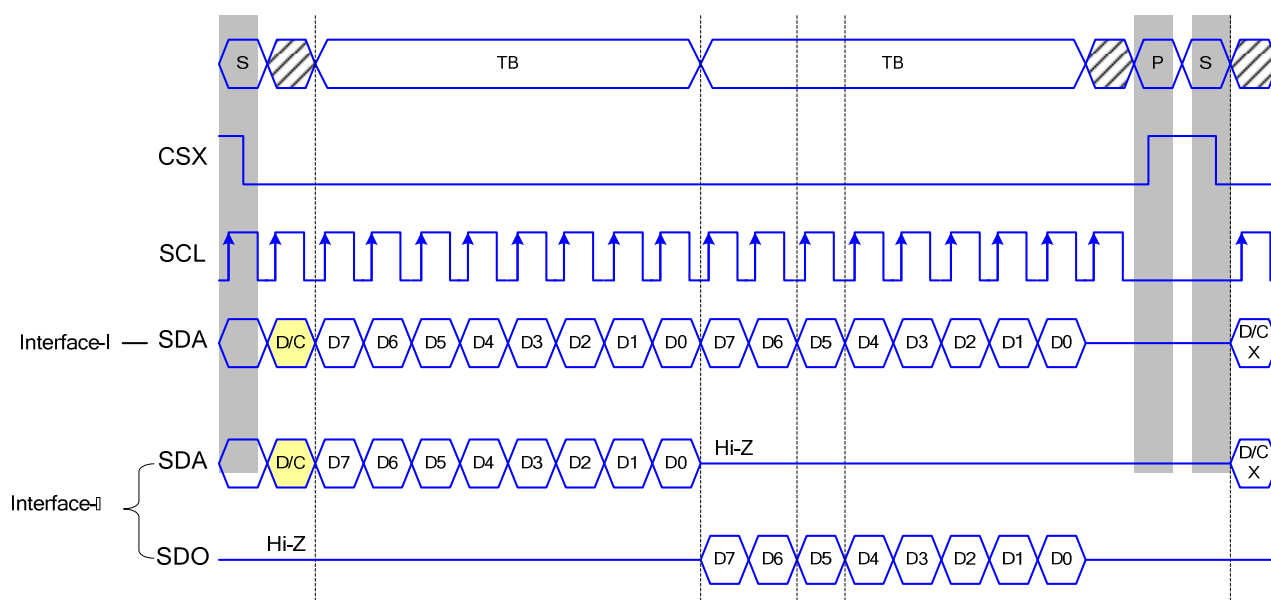 S TB TB P S
CSX
SCL
Interface-I SDA D/C D7 D6 D5 D4 D3 D2 D1 D0 D7 D6 D5 D4 D3 D2 D1 D0 D/C X
SDA D/C D7 D6 D5 D4 D3 D2 D1 D0 Hi-Z D/C X
Interface-▯
SDO Hi-Z D7 D6 D5 D4 D3 D2 D1 D0